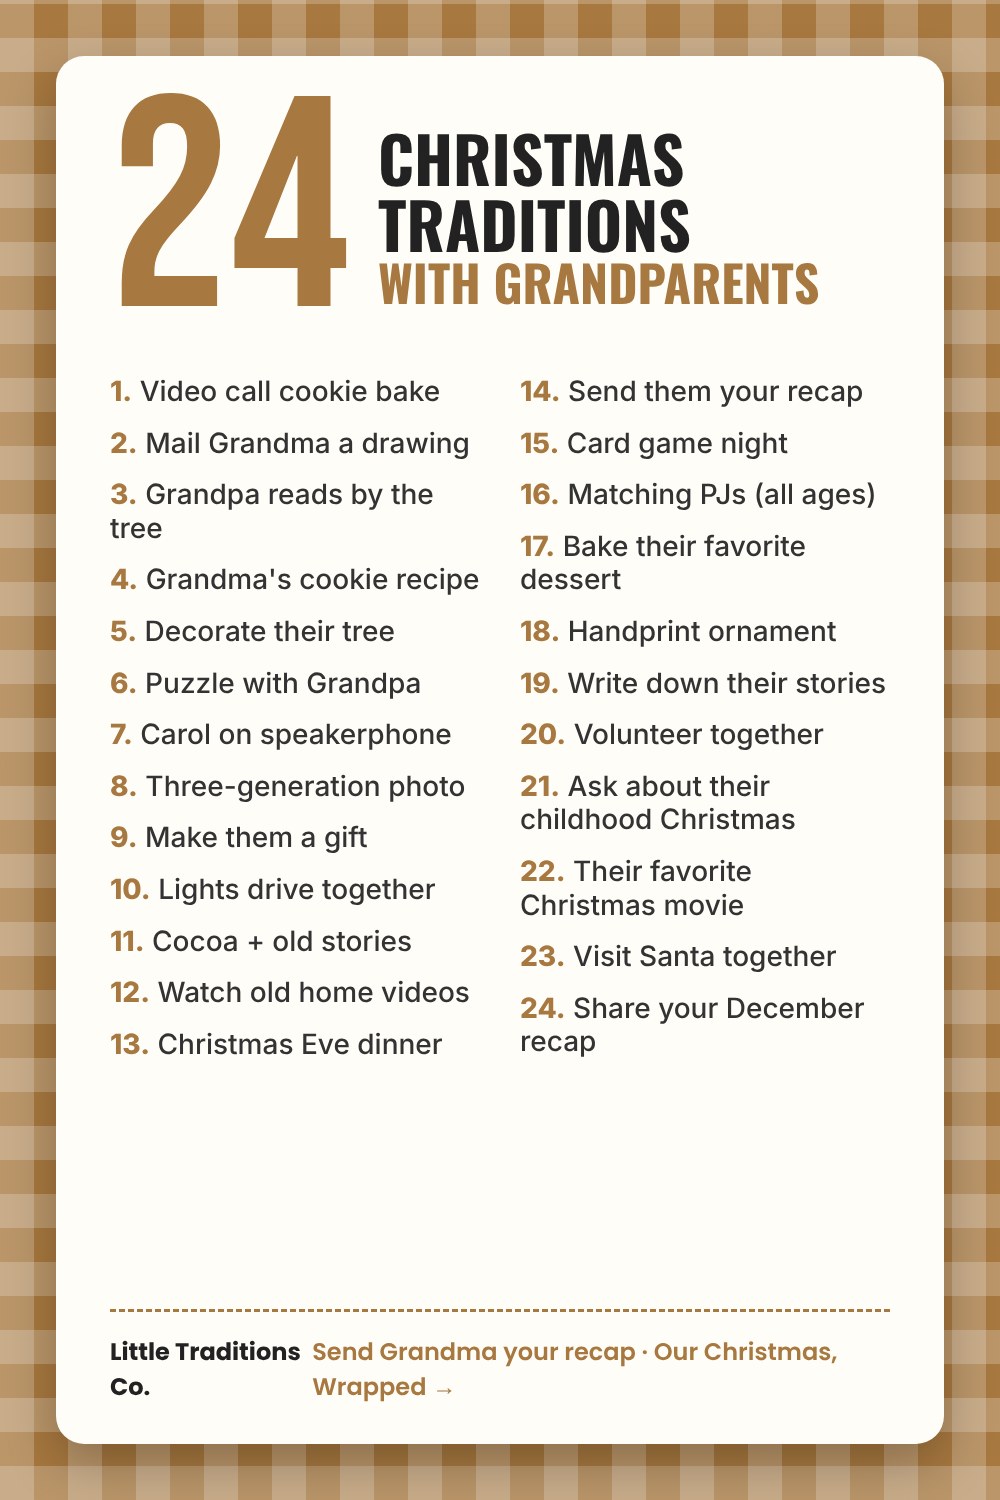 24
CHRISTMAS
TRADITIONS
WITH GRANDPARENTS
1. Video call cookie bake
2. Mail Grandma a drawing
3. Grandpa reads by the
tree
4. Grandma's cookie recipe
5. Decorate their tree
6. Puzzle with Grandpa
7. Carol on speakerphone
8. Three-generation photo
9. Make them a gift
10. Lights drive together
11. Cocoa + old stories
12. Watch old home videos
13. Christmas Eve dinner
14. Send them your recap
15. Card game night
16. Matching PJs (all ages)
17. Bake their favorite
dessert
18. Handprint ornament
19. Write down their stories
20. Volunteer together
21. Ask about their
childhood Christmas
22. Their favorite
Christmas movie
23. Visit Santa together
24. Share your December
recap
Little Traditions
Co.
Send Grandma your recap · Our Christmas,
Wrapped →